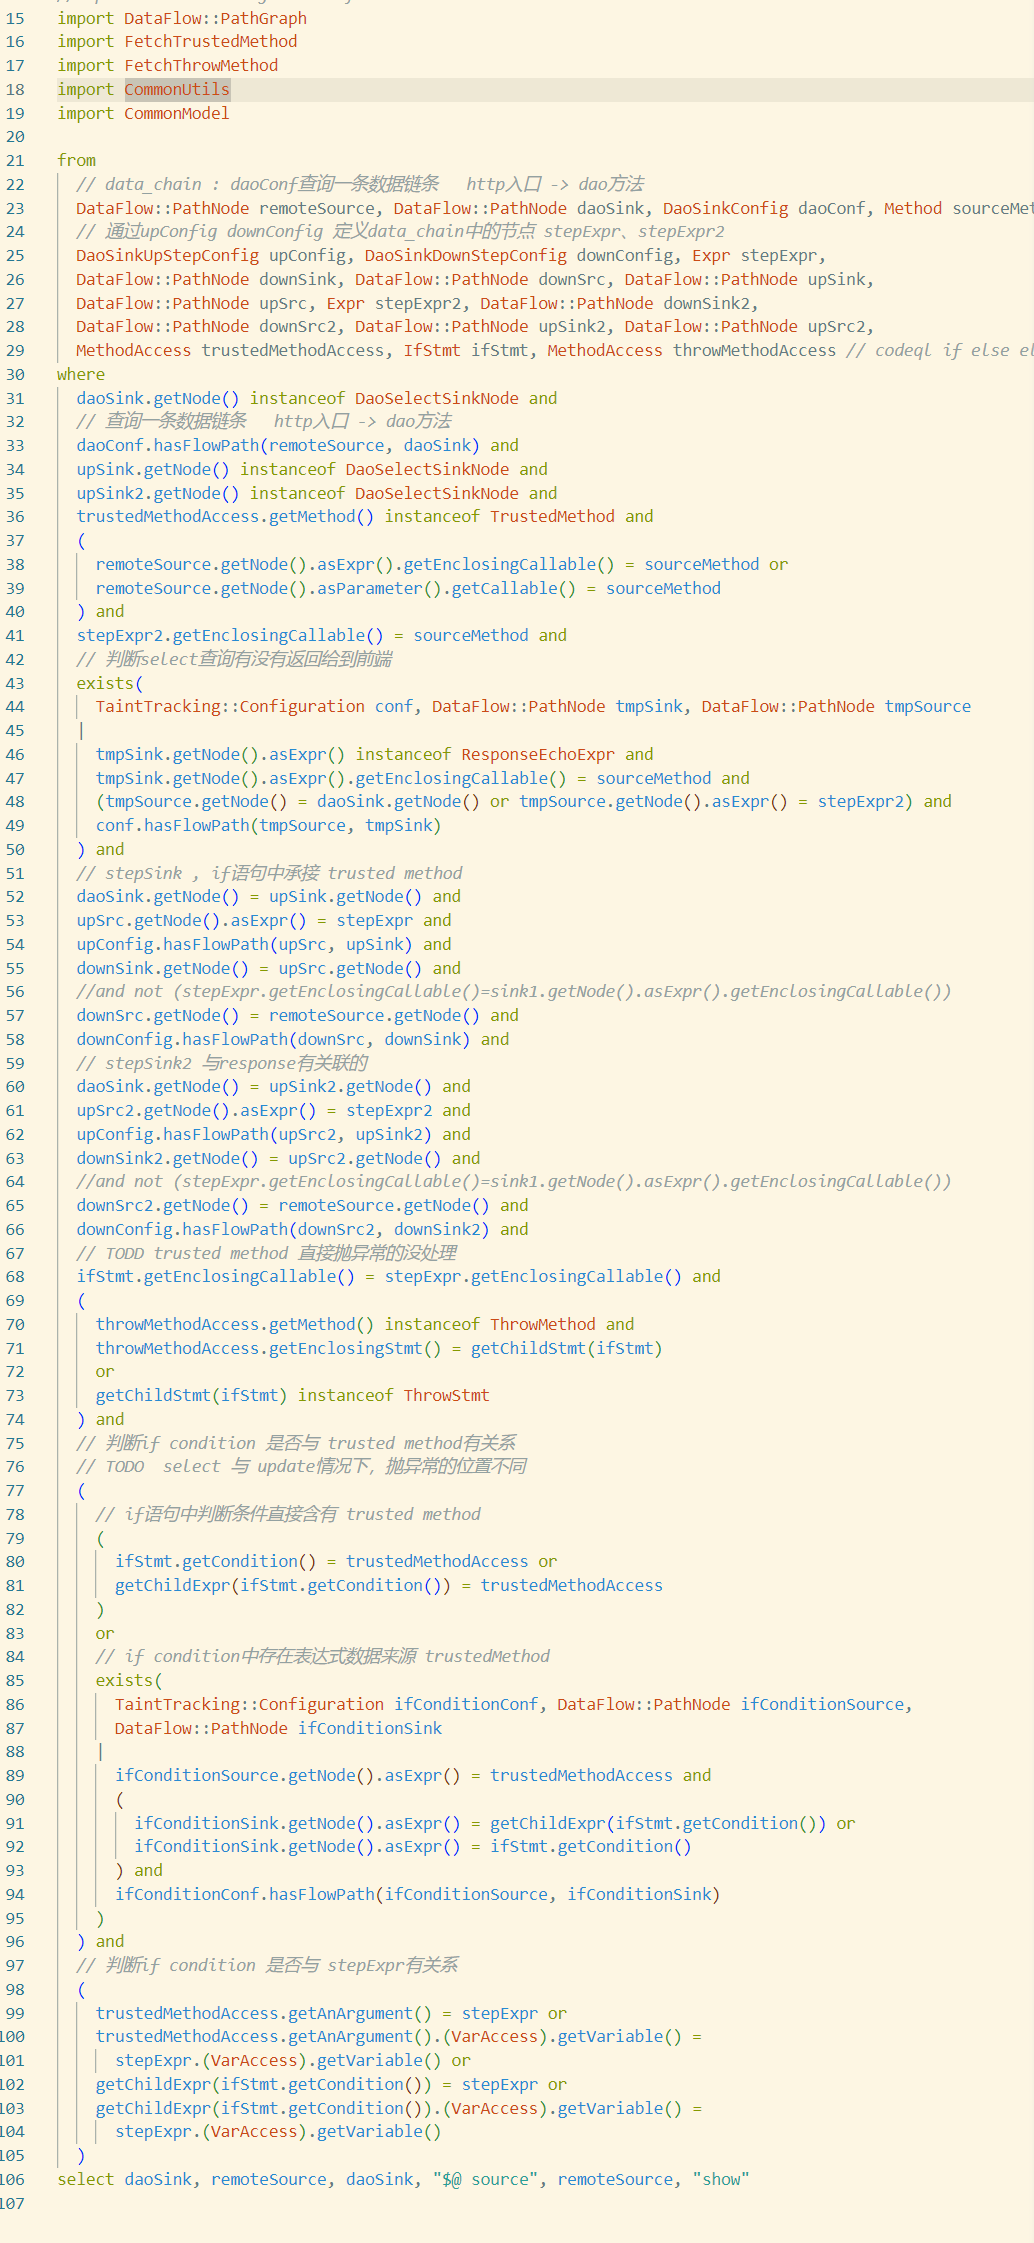 15 import DataFlow::PathGraph
16 import FetchTrustedMethod
17 import FetchThrowMethod
18 import CommonUtils
19 import CommonModel
20
21 from
22 // data_chain : daoConf查询一条数据链条 http入口 -> dao方法
23 DataFlow::PathNode remoteSource, DataFlow::PathNode daoSink, DaoSinkConfig daoConf, Method sourceMet
24 // 通过upConfig downConfig 定义data_chain中的节点 stepExpr、stepExpr2
25 DaoSinkUpStepConfig upConfig, DaoSinkDownStepConfig downConfig, Expr stepExpr,
26 DataFlow::PathNode downSink, DataFlow::PathNode downSrc, DataFlow::PathNode upSink,
27 DataFlow::PathNode upSrc, Expr stepExpr2, DataFlow::PathNode downSink2,
28 DataFlow::PathNode downSrc2, DataFlow::PathNode upSink2, DataFlow::PathNode upSrc2,
29 MethodAccess trustedMethodAccess, IfStmt ifStmt, MethodAccess throwMethodAccess // codeql if else el
30 where
31 daoSink.getNode() instanceof DaoSelectSinkNode and
32 // 查询一条数据链条 http入口 -> dao方法
33 daoConf.hasFlowPath(remoteSource, daoSink) and
34 upSink.getNode() instanceof DaoSelectSinkNode and
35 upSink2.getNode() instanceof DaoSelectSinkNode and
36 trustedMethodAccess.getMethod() instanceof TrustedMethod and
37 (
38 remoteSource.getNode().asExpr().getEnclosingCallable() = sourceMethod or
39 remoteSource.getNode().asParameter().getCallable() = sourceMethod
40 ) and
41 stepExpr2.getEnclosingCallable() = sourceMethod and
42 // 判断select查询有没有返回给到前端
43 exists(
44 TaintTracking::Configuration conf, DataFlow::PathNode tmpSink, DataFlow::PathNode tmpSource
45 |
46 tmpSink.getNode().asExpr() instanceof ResponseEchoExpr and
47 tmpSink.getNode().asExpr().getEnclosingCallable() = sourceMethod and
48 (tmpSource.getNode() = daoSink.getNode() or tmpSource.getNode().asExpr() = stepExpr2) and
49 conf.hasFlowPath(tmpSource, tmpSink)
50 ) and
51 // stepSink , if语句中承接 trusted method
52 daoSink.getNode() = upSink.getNode() and
53 upSrc.getNode().asExpr() = stepExpr and
54 upConfig.hasFlowPath(upSrc, upSink) and
55 downSink.getNode() = upSrc.getNode() and
56 //and not (stepExpr.getEnclosingCallable()=sink1.getNode().asExpr().getEnclosingCallable())
57 downSrc.getNode() = remoteSource.getNode() and
58 downConfig.hasFlowPath(downSrc, downSink) and
59 // stepSink2 与response有关联的
60 daoSink.getNode() = upSink2.getNode() and
61 upSrc2.getNode().asExpr() = stepExpr2 and
62 upConfig.hasFlowPath(upSrc2, upSink2) and
63 downSink2.getNode() = upSrc2.getNode() and
64 //and not (stepExpr.getEnclosingCallable()=sink1.getNode().asExpr().getEnclosingCallable())
65 downSrc2.getNode() = remoteSource.getNode() and
66 downConfig.hasFlowPath(downSrc2, downSink2) and
67 // TODD trusted method 直接抛异常的没处理
68 ifStmt.getEnclosingCallable() = stepExpr.getEnclosingCallable() and
69 (
70 throwMethodAccess.getMethod() instanceof ThrowMethod and
71 throwMethodAccess.getEnclosingStmt() = getChildStmt(ifStmt)
72 or
73 getChildStmt(ifStmt) instanceof ThrowStmt
74 ) and
75 // 判断if condition 是否与 trusted method有关系
76 // TODO select 与 update情况下，抛异常的位置不同
77 (
78 // if语句中判断条件直接含有 trusted method
79 (
80 ifStmt.getCondition() = trustedMethodAccess or
81 getChildExpr(ifStmt.getCondition()) = trustedMethodAccess
82 )
83 or
84 // if condition中存在表达式数据来源 trustedMethod
85 exists(
86 TaintTracking::Configuration ifConditionConf, DataFlow::PathNode ifConditionSource,
87 DataFlow::PathNode ifConditionSink
88 |
89 ifConditionSource.getNode().asExpr() = trustedMethodAccess and
90 (
91 ifConditionSink.getNode().asExpr() = getChildExpr(ifStmt.getCondition()) or
92 ifConditionSink.getNode().asExpr() = ifStmt.getCondition()
93 ) and
94 ifConditionConf.hasFlowPath(ifConditionSource, ifConditionSink)
95 )
96 ) and
97 // 判断if condition 是否与 stepExpr有关系
98 (
99 trustedMethodAccess.getAnArgument() = stepExpr or
100 trustedMethodAccess.getAnArgument().(VarAccess).getVariable() =
101 stepExpr.(VarAccess).getVariable() or
102 getChildExpr(ifStmt.getCondition()) = stepExpr or
103 getChildExpr(ifStmt.getCondition()).(VarAccess).getVariable() =
104 stepExpr.(VarAccess).getVariable()
105 )
106 select daoSink, remoteSource, daoSink, "$@ source", remoteSource, "show"
107